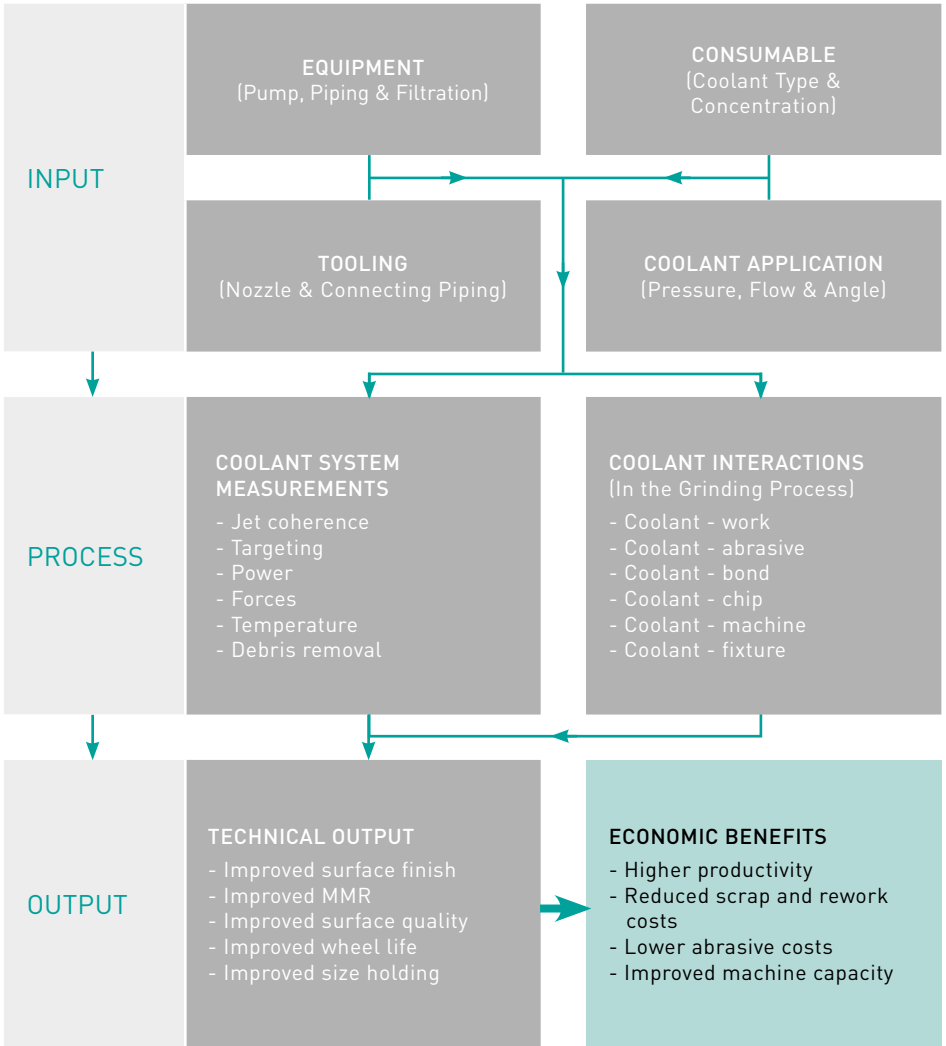 INPUT
EQUIPMENT
(Pump, Piping & Filtration)
CONSUMABLE
(Coolant Type &
Concentration)
TOOLING
(Nozzle & Connecting Piping)
COOLANT APPLICATION
(Pressure, Flow & Angle)
PROCESS
COOLANT SYSTEM
MEASUREMENTS
- Jet coherence
- Targeting
- Power
- Forces
- Temperature
- Debris removal
COOLANT INTERACTIONS
(In the Grinding Process)
- Coolant - work
- Coolant - abrasive
- Coolant - bond
- Coolant - chip
- Coolant - machine
- Coolant - fixture
OUTPUT
TECHNICAL OUTPUT
- Improved surface finish
- Improved MMR
- Improved surface quality
- Improved wheel life
- Improved size holding
ECONOMIC BENEFITS
- Higher productivity
- Reduced scrap and rework
costs
- Lower abrasive costs
- Improved machine capacity